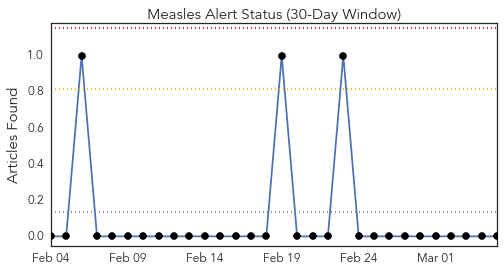 Measles Alert Status (30-Day Window)
Articles Found
1.0
0.8
0.6
0.4
0.2
0.0
Feb 04
Feb 09
Feb 14
Feb 19
Feb 24
Mar 01